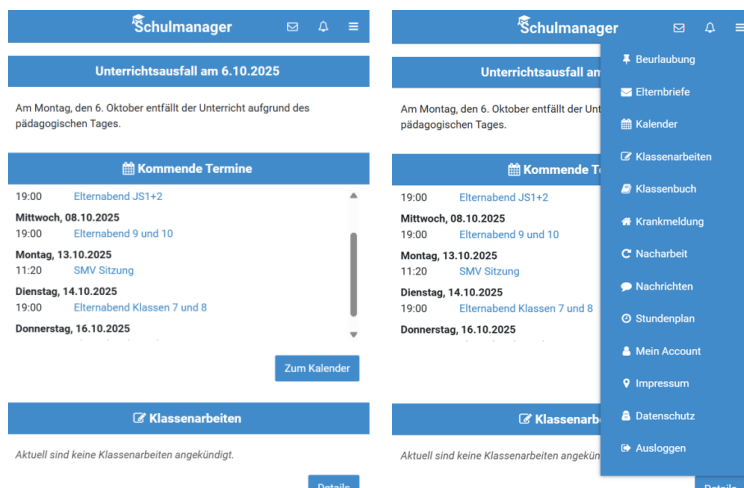 Schulmanager
Unterrichtsausfall am 6.10.2025
Am Montag, den 6. Oktober entfällt der Unterricht aufgrund des
pädagogischen Tages.
Kommende Termine
19:00 Elternabend JS1+2
Mittwoch, 08.10.2025
19:00 Elternabend 9 und 10
Montag, 13.10.2025
11:20 SMV Sitzung
Dienstag, 14.10.2025
19:00 Elternabend Klassen 7 und 8
Donnerstag, 16.10.2025
Zum Kalender
Klassenarbeiten
Aktuell sind keine Klassenarbeiten angekündigt.
Details
Schulmanager
Unterrichtsausfall am
Am Montag, den 6. Oktober entfällt der Unt
pädagogischen Tages.
Kommende T
19:00 Elternabend JS1+2
Mittwoch, 08.10.2025
19:00 Elternabend 9 und 10
Montag, 13.10.2025
11:20 SMV Sitzung
Dienstag, 14.10.2025
19:00 Elternabend Klassen 7 und 8
Donnerstag, 16.10.2025
Klassenarb
Aktuell sind keine Klassenarbeiten angekün
Details
Beurlaubung
Elternbriefe
Kalender
Klassenarbeiten
Klassenbuch
Krankmeldung
Nacharbeit
Nachrichten
Stundenplan
Mein Account
Impressum
Datenschutz
Ausloggen